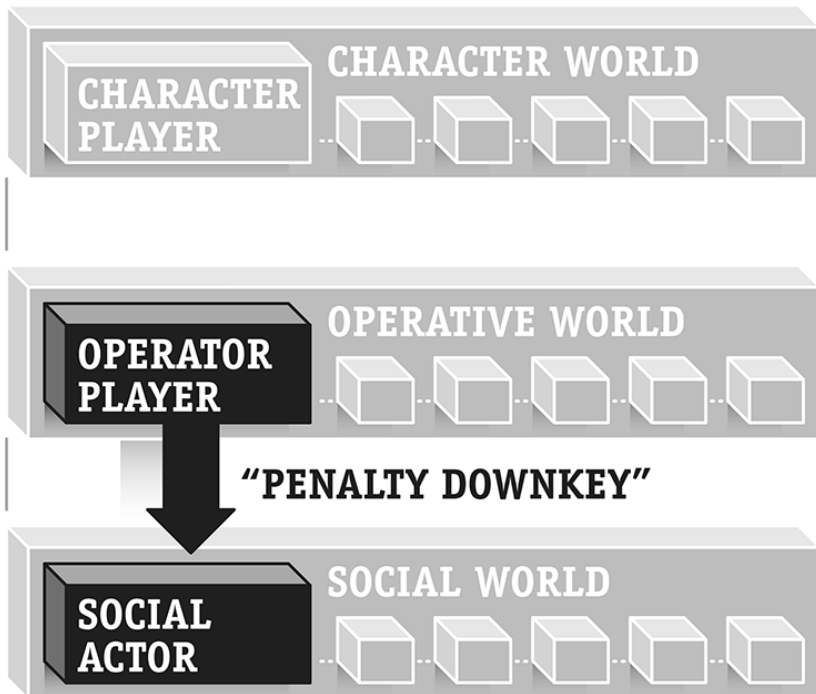 CHARACTER WORLD
CHARACTER
PLAYER
OPERATIVE WORLD
OPERATOR
PLAYER
“PENALTY DOWNKEY”
SOCIAL WORLD
SOCIAL
ACTOR